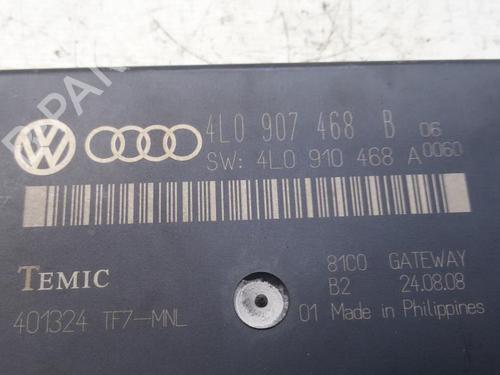 4L0 907 468 B 06
SW: 4L0 910 468 A 0060
TEMIC
81C0 GATEWAY
B2 24.08.08
401324 TF7-MNL
01 Made in Philippines